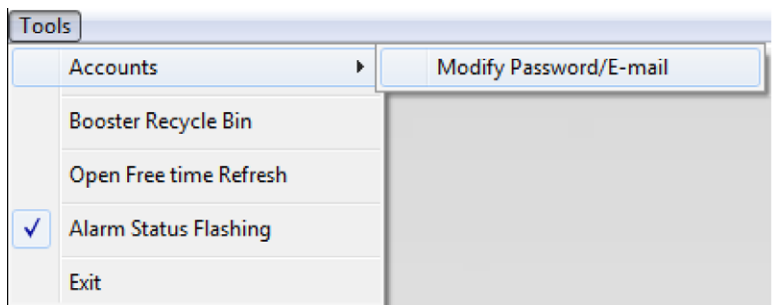 Tools
Accounts
Modify Password/E-mail
Booster Recycle Bin
Open Free time Refresh
Alarm Status Flashing
Exit